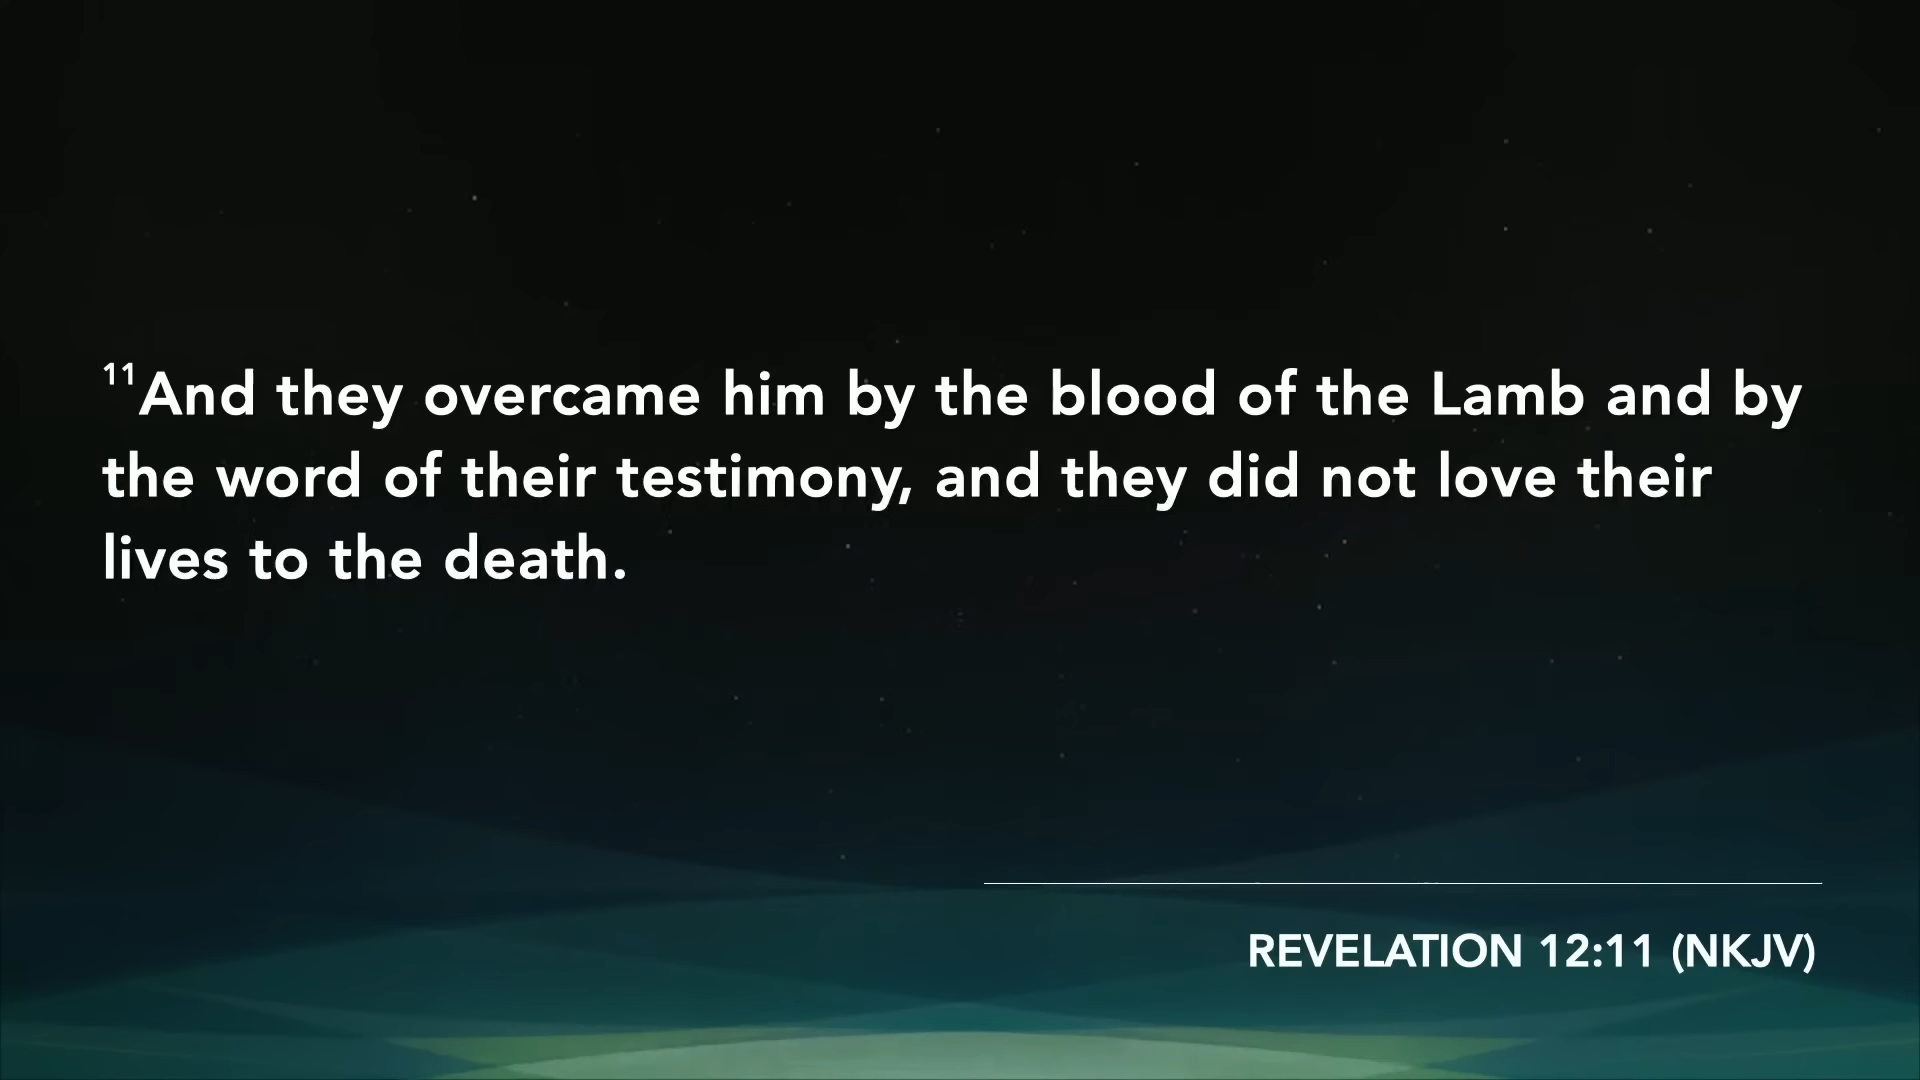 ¹¹And they overcame him by the blood of the Lamb and by
the word of their testimony, and they did not love their
lives to the death.
REVELATION 12:11 (NKJV)